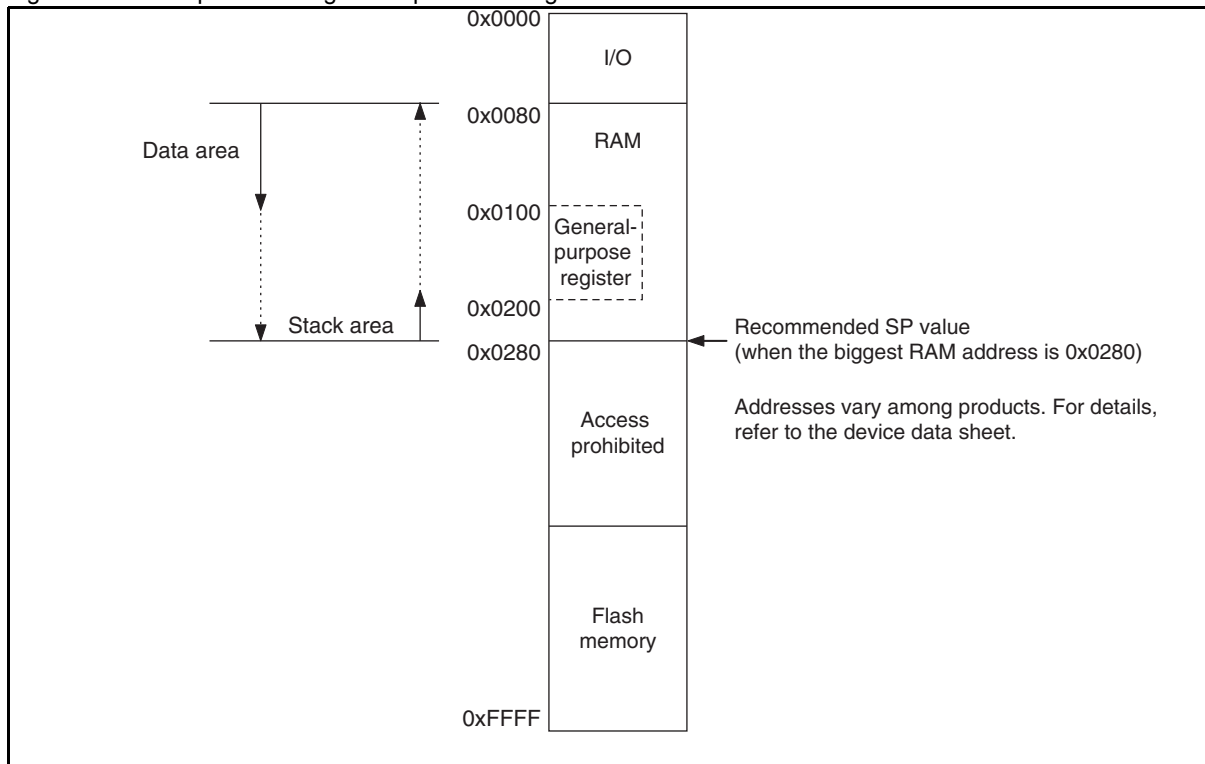 0x0000
I/O
0x0080
RAM
Data area
0x0100
General-
purpose
register
0x0200
Stack area
0x0280
Recommended SP value
(when the biggest RAM address is 0x0280)
Addresses vary among products. For details,
refer to the device data sheet.
Access
prohibited
Flash
memory
0xFFFF